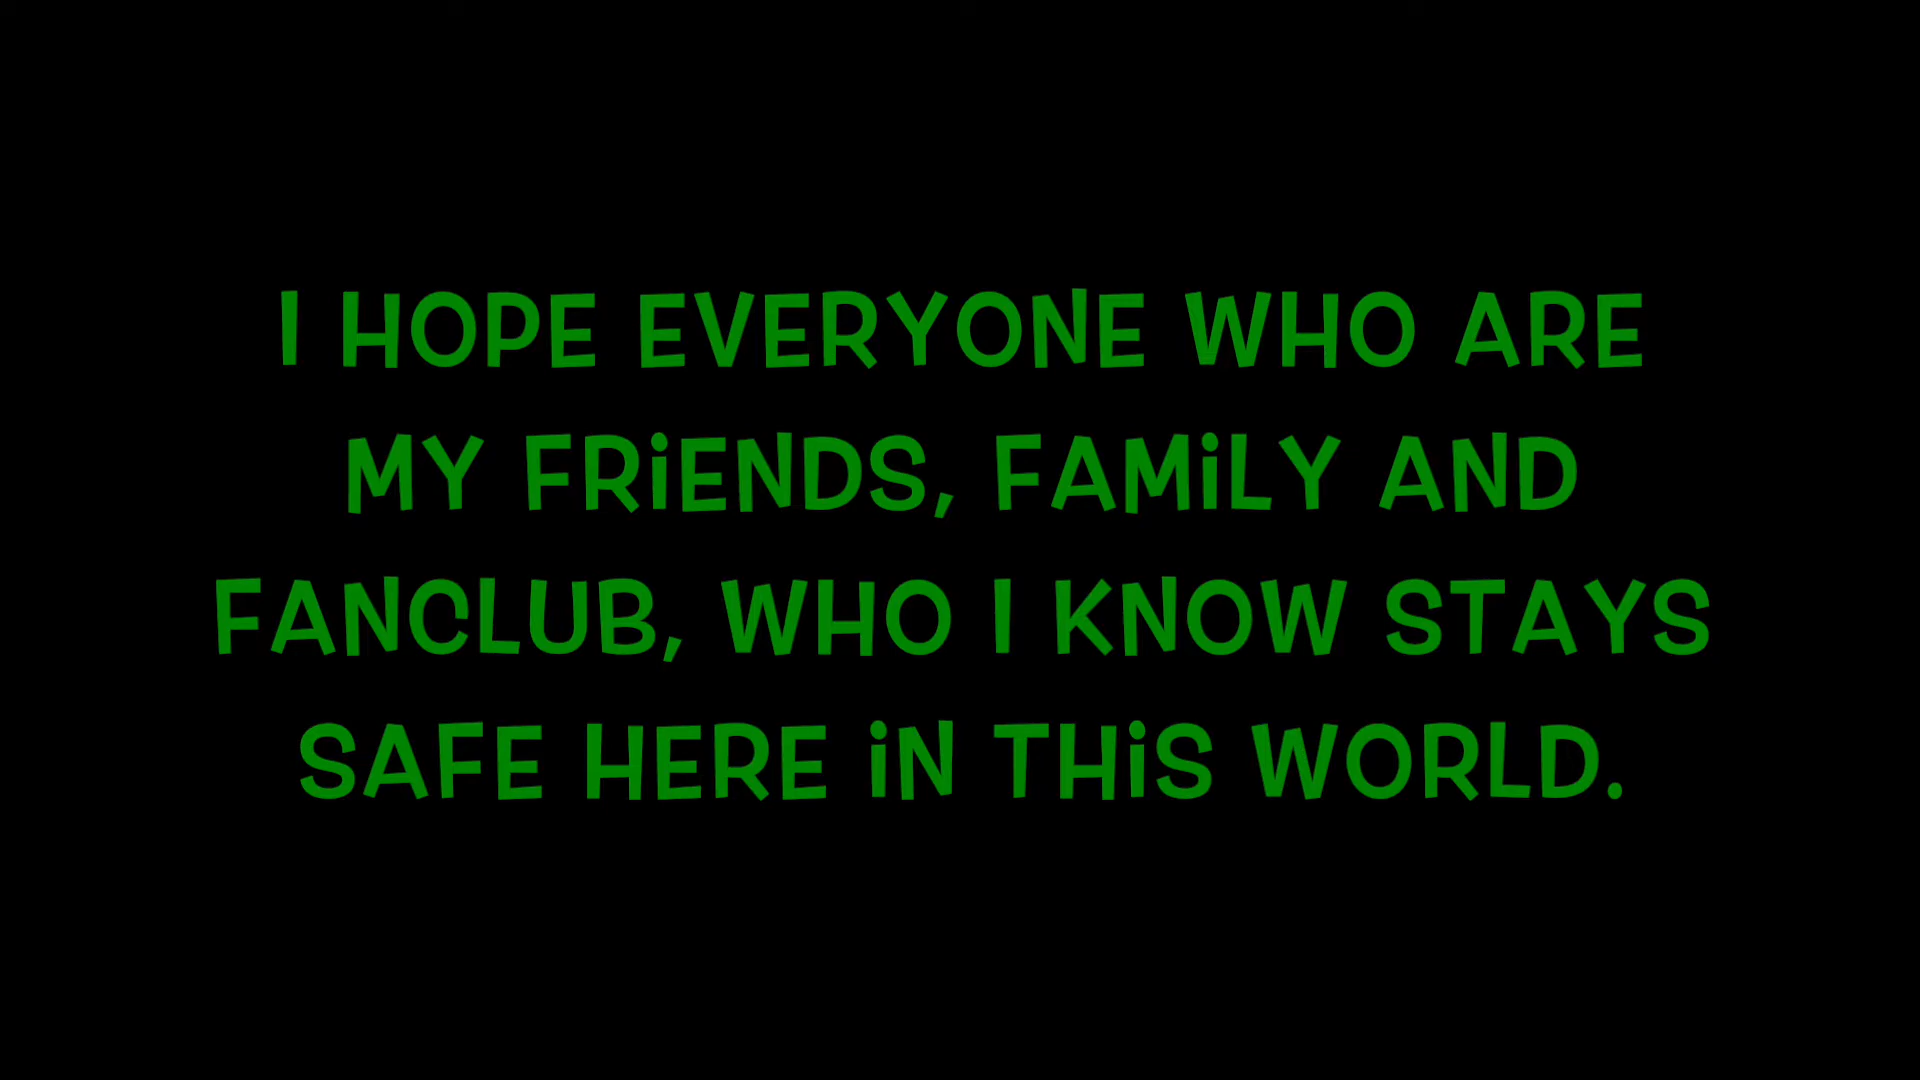 I HOPE EVERYONE WHO ARE
MY FRiENDS, FAMiLY AND
FANCLUB, WHO I KNOW STAYS
SAFE HERE iN THiS WORLD.